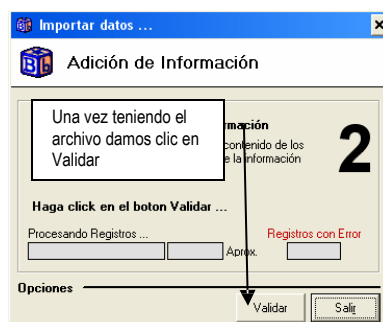 Importar datos ...
Adición de Información
Una vez teniendo el
archivo damos clic en
Validar
mación
contenido de los
e la información
2
Haga click en el boton Validar ...
Procesando Registros ...
Registros con Error
Aprox.
Opciones
Validar
Salir